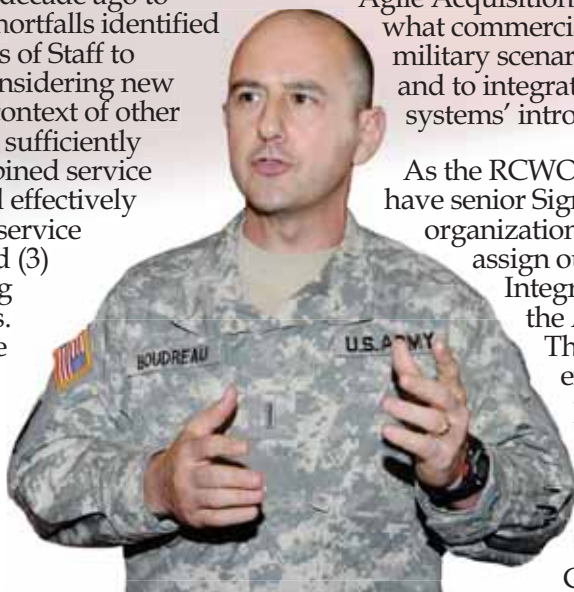 decade ago to
hortfalls identified
s of Staff to
nsidering new
context of other
sufficiently
bined service
l effectively
service
d (3)
g
s.
e
Agile Acquisition
what commerci
military scenar
and to integrat
systems’ intro
As the RCWO
have senior Sig
organization
assign ou
Integr
the A
Th
e
BOUDREAU
U.S. ARMY